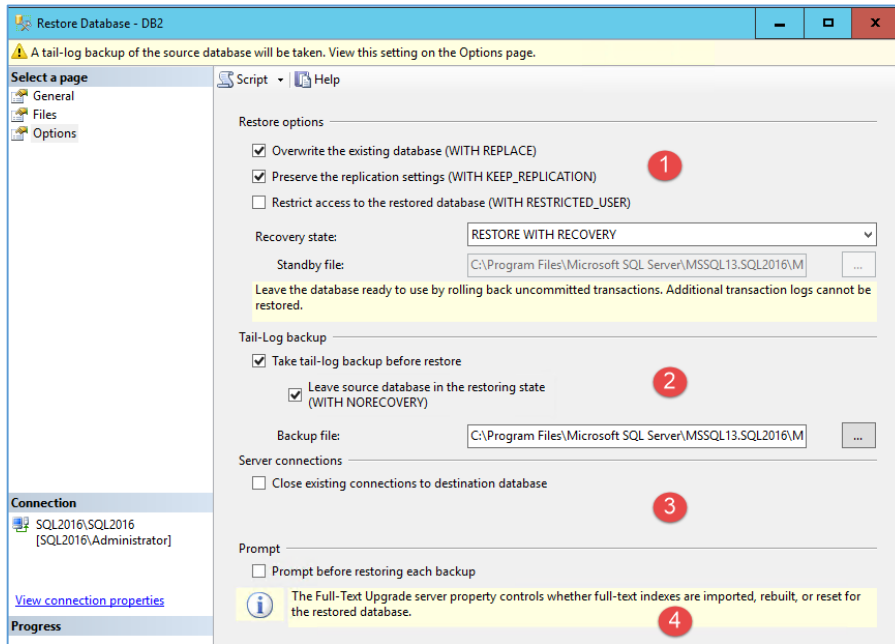 Restore Database - DB2
A tail-log backup of the source database will be taken. View this setting on the Options page.
Select a page
General
Files
Options
Script
Help
Restore options
Overwrite the existing database (WITH REPLACE)
Preserve the replication settings (WITH KEEP_REPLICATION)
1
Restrict access to the restored database (WITH RESTRICTED_USER)
Recovery state:
RESTORE WITH RECOVERY
Standby file:
C:\Program Files\Microsoft SQL Server\MSSQL13.SQL2016\M
...
Leave the database ready to use by rolling back uncommitted transactions. Additional transaction logs cannot be
restored.
Tail-Log backup
Take tail-log backup before restore
2
Leave source database in the restoring state
(WITH NORECOVERY)
Backup file:
C:\Program Files\Microsoft SQL Server\MSSQL13.SQL2016\M
...
Server connections
Close existing connections to destination database
3
Prompt
Prompt before restoring each backup
The Full-Text Upgrade server property controls whether full-text indexes are imported, rebuilt, or reset for
the restored database.
4
Connection
SQL2016\SQL2016
[SQL2016\Administrator]
View connection properties
Progress